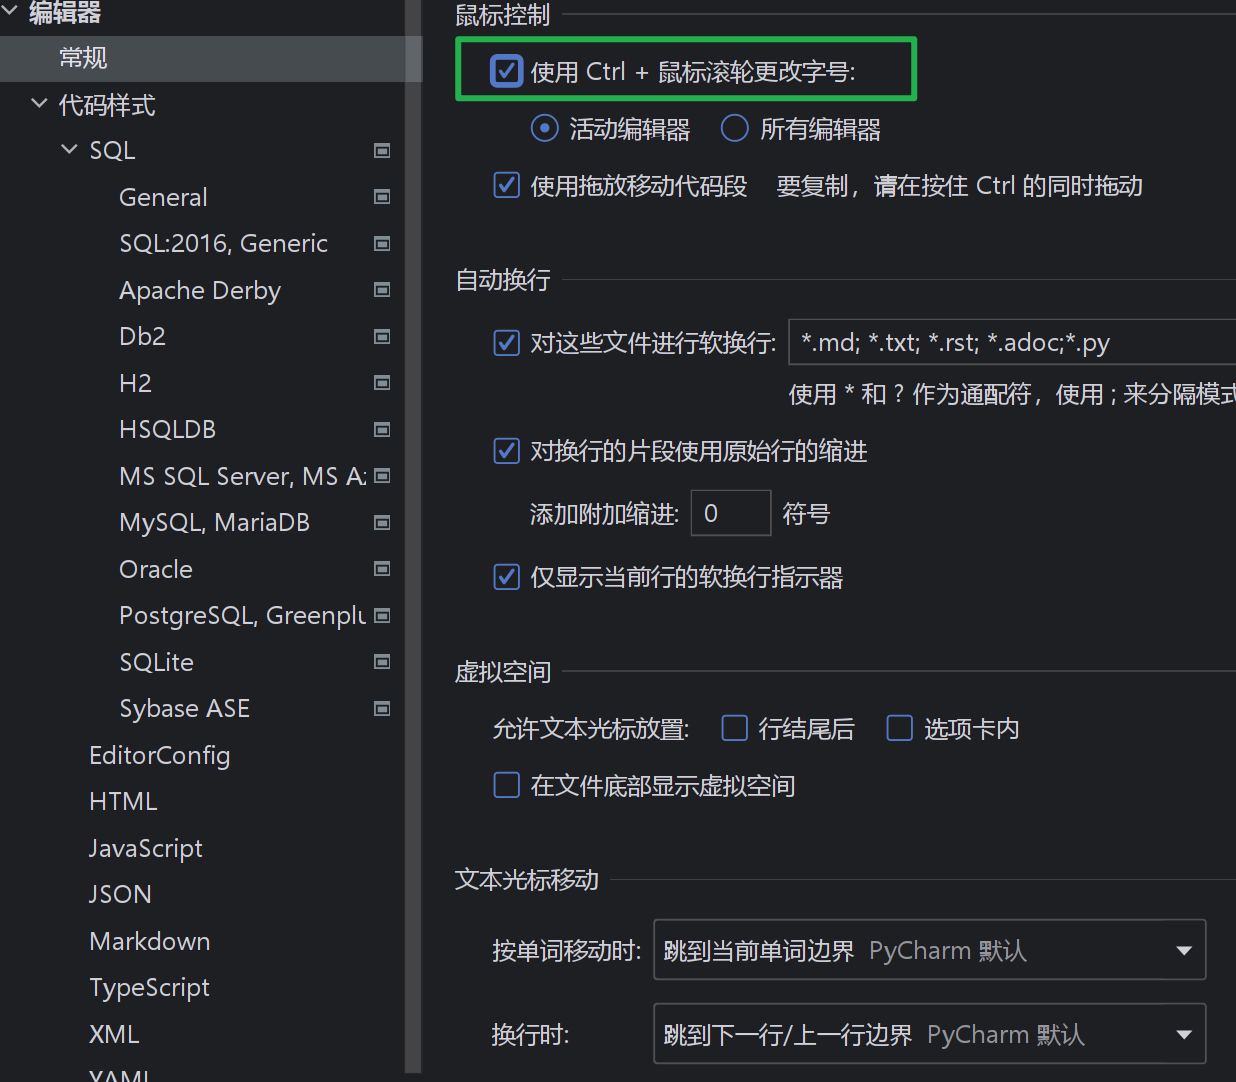 编辑器
常规
代码样式
SQL
General
SQL:2016, Generic
Apache Derby
Db2
H2
HSQLDB
MS SQL Server, MS A
MySQL, MariaDB
Oracle
PostgreSQL, Greenplu
SQLite
Sybase ASE
EditorConfig
HTML
JavaScript
JSON
Markdown
TypeScript
XML
YAML
鼠标控制
使用 Ctrl + 鼠标滚轮更改字号:
活动编辑器 所有编辑器
使用拖放移动代码段 要复制，请在按住 Ctrl 的同时拖动
自动换行
对这些文件进行软换行: *.md; *.txt; *.rst; *.adoc;*.py
使用 * 和 ? 作为通配符，使用 ; 来分隔模式
对换行的片段使用原始行的缩进
添加附加缩进: 0 符号
仅显示当前行的软换行指示器
虚拟空间
允许文本光标放置: 行结尾后 选项卡内
在文件底部显示虚拟空间
文本光标移动
按单词移动时: 跳到当前单词边界 PyCharm 默认
换行时: 跳到下一行/上一行边界 PyCharm 默认